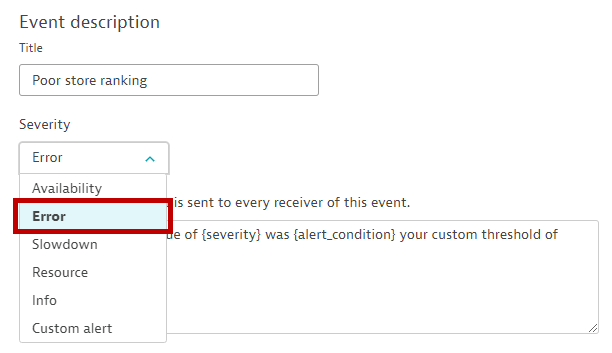 Event description
Title
Poor store ranking
Severity
Error
Availability
is sent to every receiver of this event.
Error
ue of {severity} was {alert_condition} your custom threshold of
Slowdown
Resource
Info
Custom alert